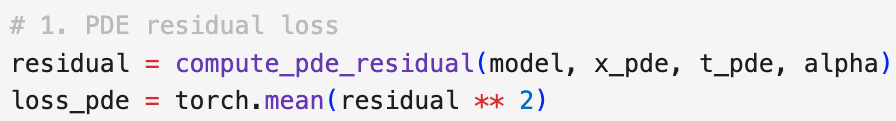 # 1. PDE residual loss
residual = compute_pde_residual(model, x_pde, t_pde, alpha)
loss_pde = torch.mean(residual ** 2)